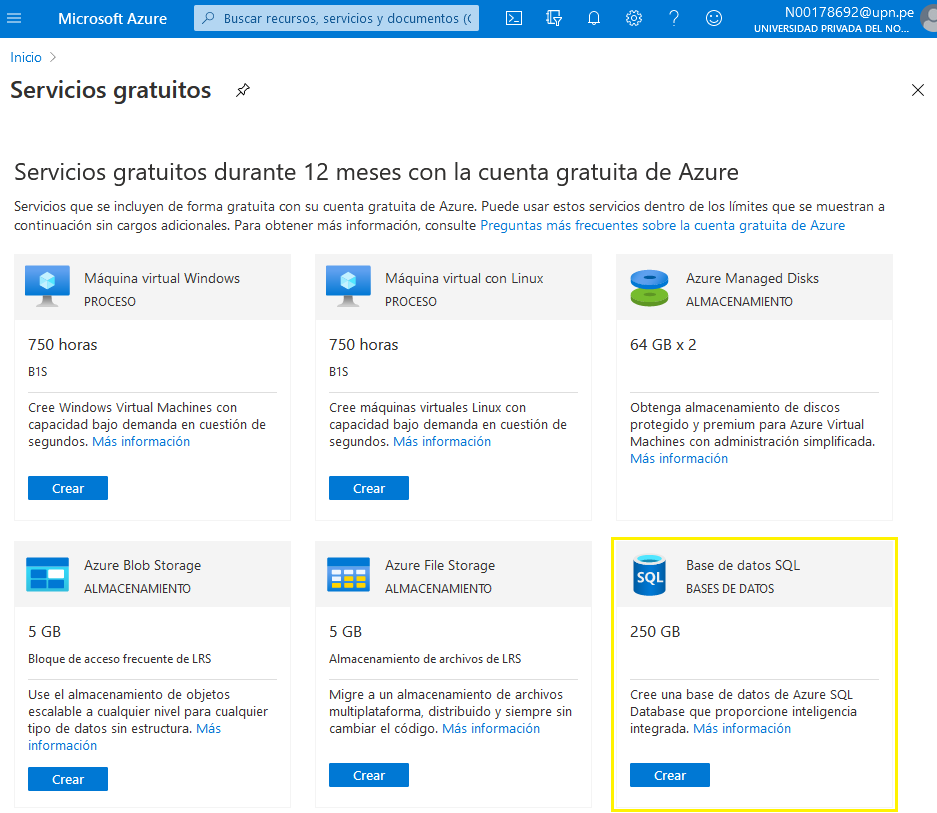 Microsoft Azure
Buscar recursos, servicios y documentos (G
N00178692@upn.pe
UNIVERSIDAD PRIVADA DEL NO...
Inicio
Servicios gratuitos
Servicios gratuitos durante 12 meses con la cuenta gratuita de Azure
Servicios que se incluyen de forma gratuita con su cuenta gratuita de Azure. Puede usar estos servicios dentro de los límites que se muestran a
continuación sin cargos adicionales. Para obtener más información, consulte Preguntas más frecuentes sobre la cuenta gratuita de Azure
Máquina virtual Windows
PROCESO
750 horas
B1S
Cree Windows Virtual Machines con
capacidad bajo demanda en cuestión de
segundos. Más información
Crear
Máquina virtual con Linux
PROCESO
750 horas
B1S
Cree máquinas virtuales Linux con
capacidad bajo demanda en cuestión de
segundos. Más información
Crear
Azure Managed Disks
ALMACENAMIENTO
64 GB x 2
Obtenga almacenamiento de discos
protegido y premium para Azure Virtual
Machines con administración simplificada.
Más información
Azure Blob Storage
ALMACENAMIENTO
5 GB
Bloque de acceso frecuente de LRS
Use el almacenamiento de objetos
escalable a cualquier nivel para cualquier
tipo de datos sin estructura. Más
información
Crear
Azure File Storage
ALMACENAMIENTO
5 GB
Almacenamiento de archivos de LRS
Migre a un almacenamiento de archivos
multiplataforma, distribuido y siempre sin
cambiar el código. Más información
Crear
SQL
Base de datos SQL
BASES DE DATOS
250 GB
Cree una base de datos de Azure SQL
Database que proporcione inteligencia
integrada. Más información
Crear